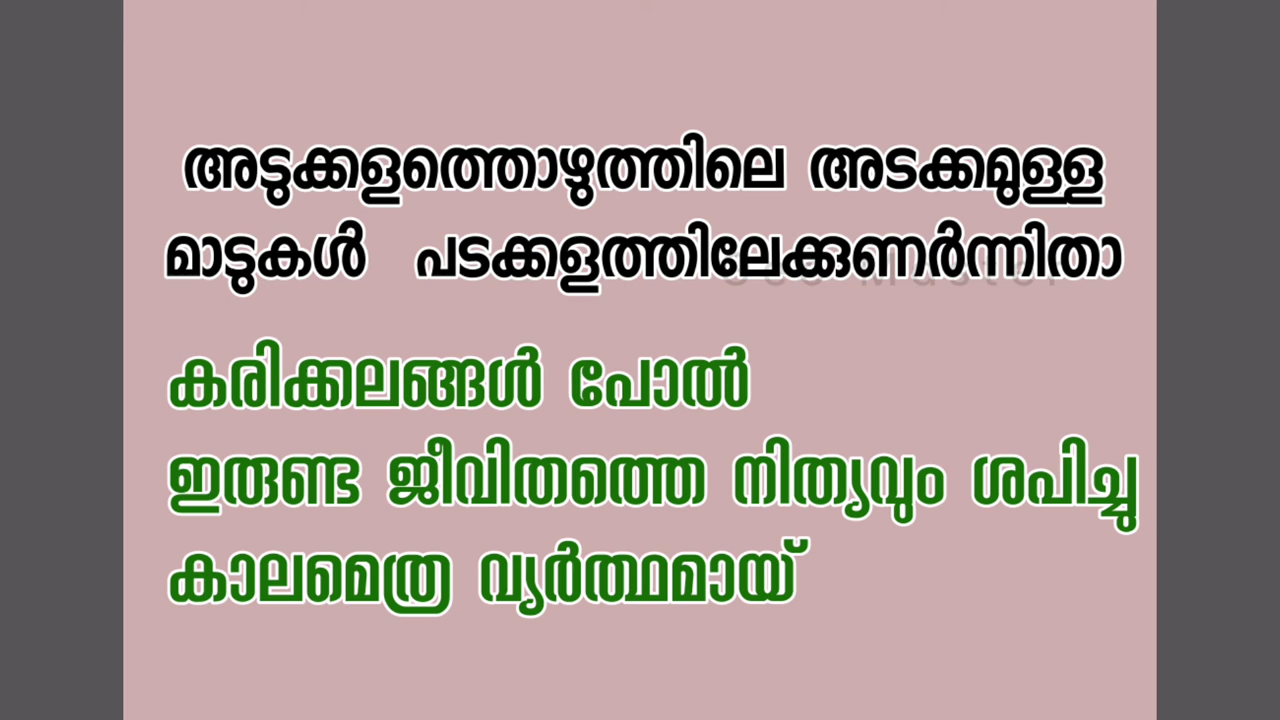 അടുക്കളത്തൊഴുത്തിലെ അടക്കമുള്ള
മാടുകൾ പടക്കളത്തിലേക്കുണർന്നിതാ
കരിക്കലങ്ങൾ പോൽ
ഇരുണ്ട ജീവിതത്തെ നിത്യവും ശപിച്ചു
കാലമെത്ര വ്യർത്ഥമായ്